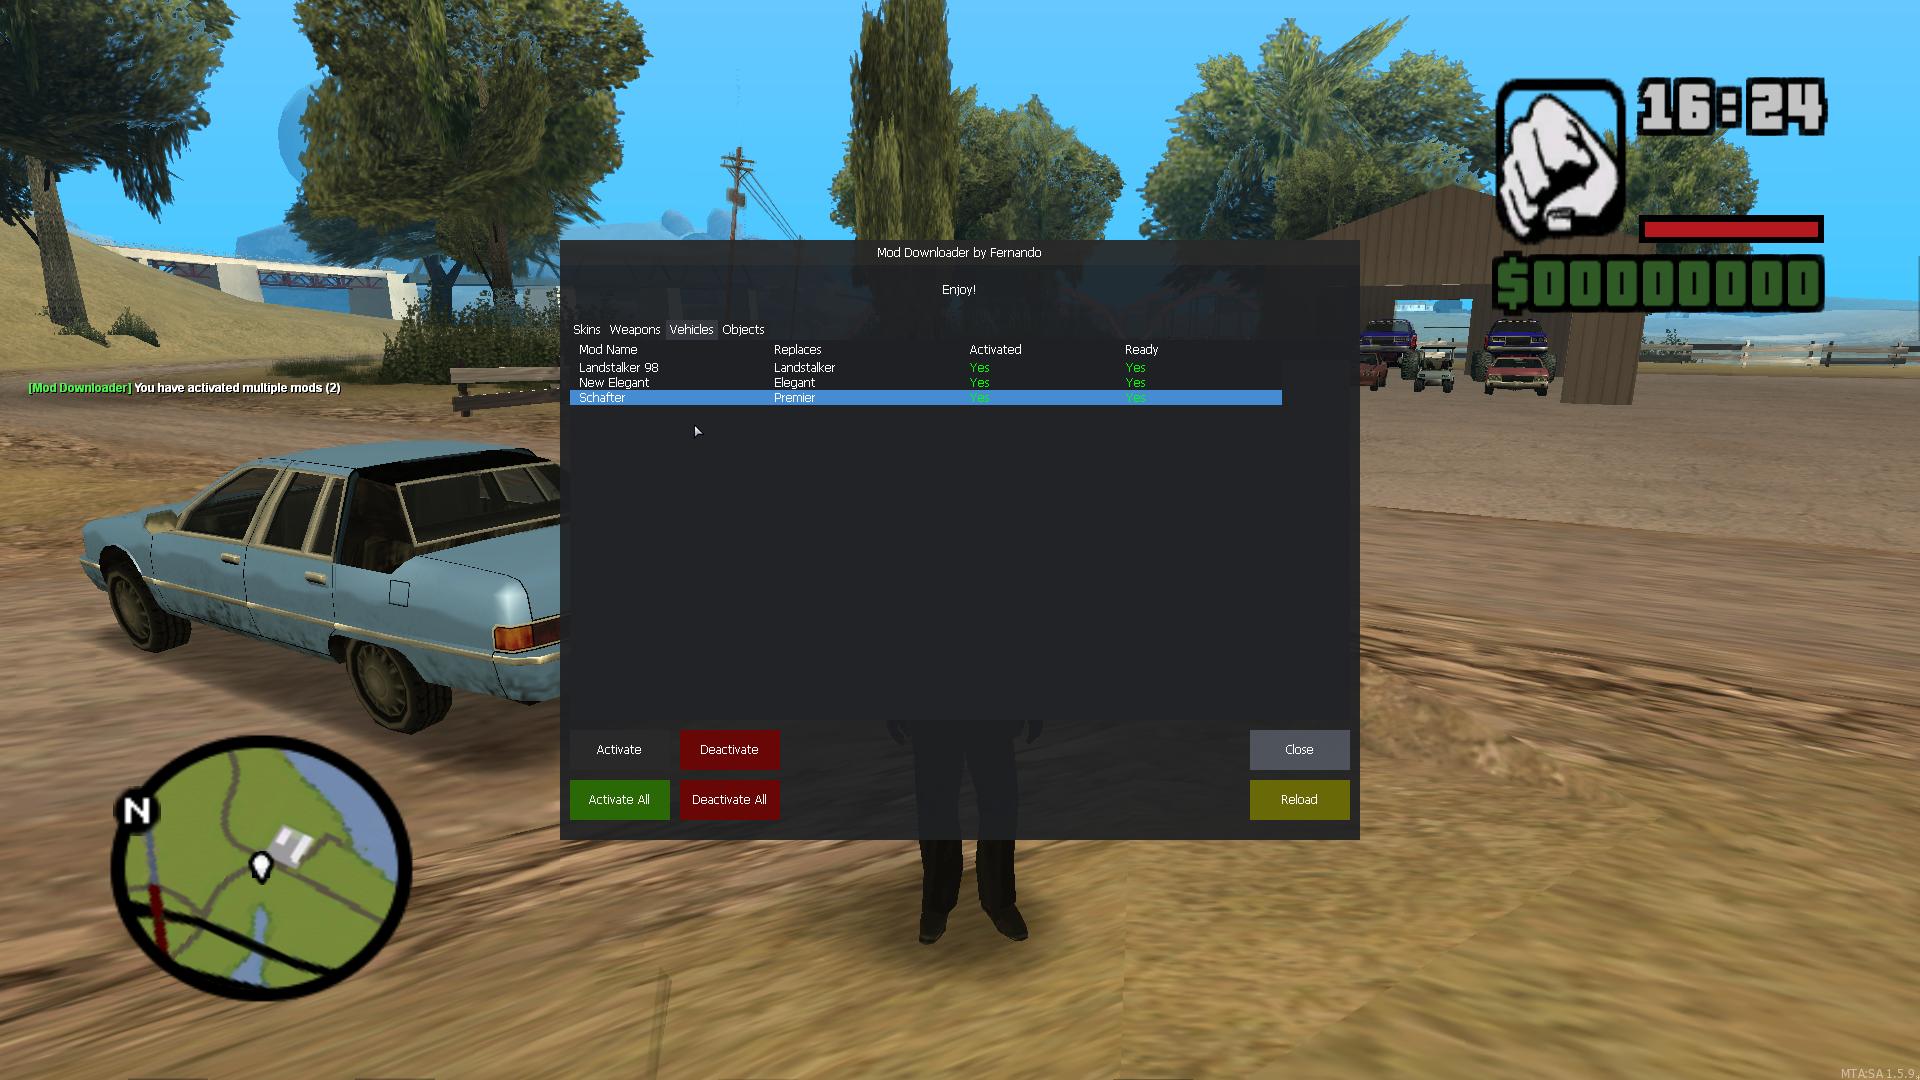 16:24
$00000000
Mod Downloader by Fernando
Enjoy!
Skins Weapons Vehicles Objects
Mod Name Replaces Activated Ready
Landstalker 98 Landstalker Yes Yes
New Elegant Elegant Yes Yes
Schafter Premier Yes Yes
[Mod Downloader] You have activated multiple mods (2)
Activate Deactivate Close
Activate All Deactivate All Reload
N
MTA:SA 1.5.9